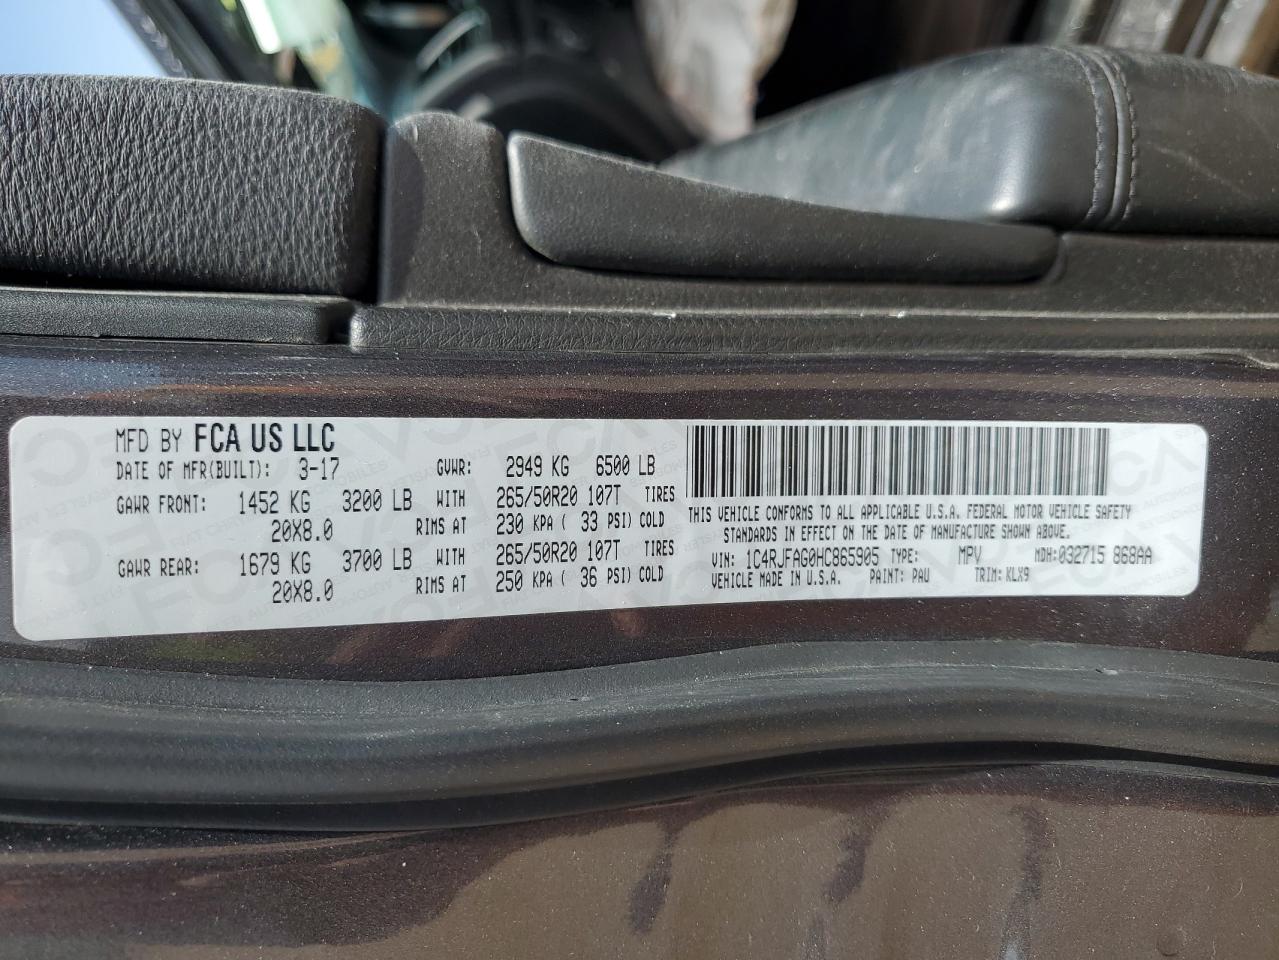 MFD BY FCA US LLC
DATE OF MFR(BUILT): 3-17 GVWR: 2949 KG 6500 LB
GAWR FRONT: 1452 KG 3200 LB WITH 265/50R20 107T TIRES
20X8.0 RIMS AT 230 KPA ( 33 PSI) COLD
GAWR REAR: 1679 KG 3700 LB WITH 265/50R20 107T TIRES
20X8.0 RIMS AT 250 KPA ( 36 PSI) COLD
THIS VEHICLE CONFORMS TO ALL APPLICABLE U.S.A. FEDERAL MOTOR VEHICLE SAFETY
STANDARDS IN EFFECT ON THE DATE OF MANUFACTURE SHOWN ABOVE.
VIN: 1C4RJFAG0HC865905 TYPE: MPV MDH: 032715 868AA
VEHICLE MADE IN U.S.A. PAINT: PAU TRIM: KLX9